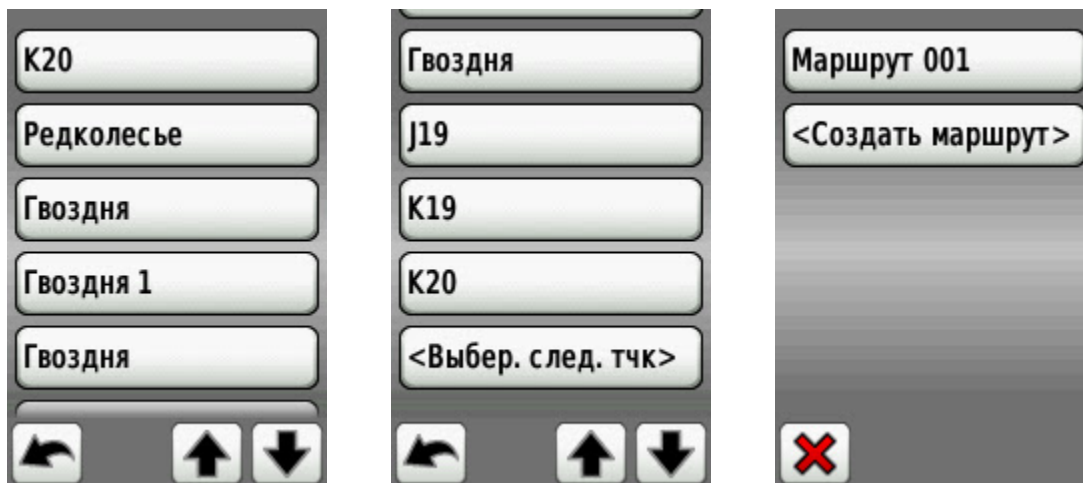 K20
Редколесье
Гвоздня
Гвоздня 1
Гвоздня
Гвоздня
J19
K19
K20
<Выбер. след. тчк>
Маршрут 001
<Создать маршрут>